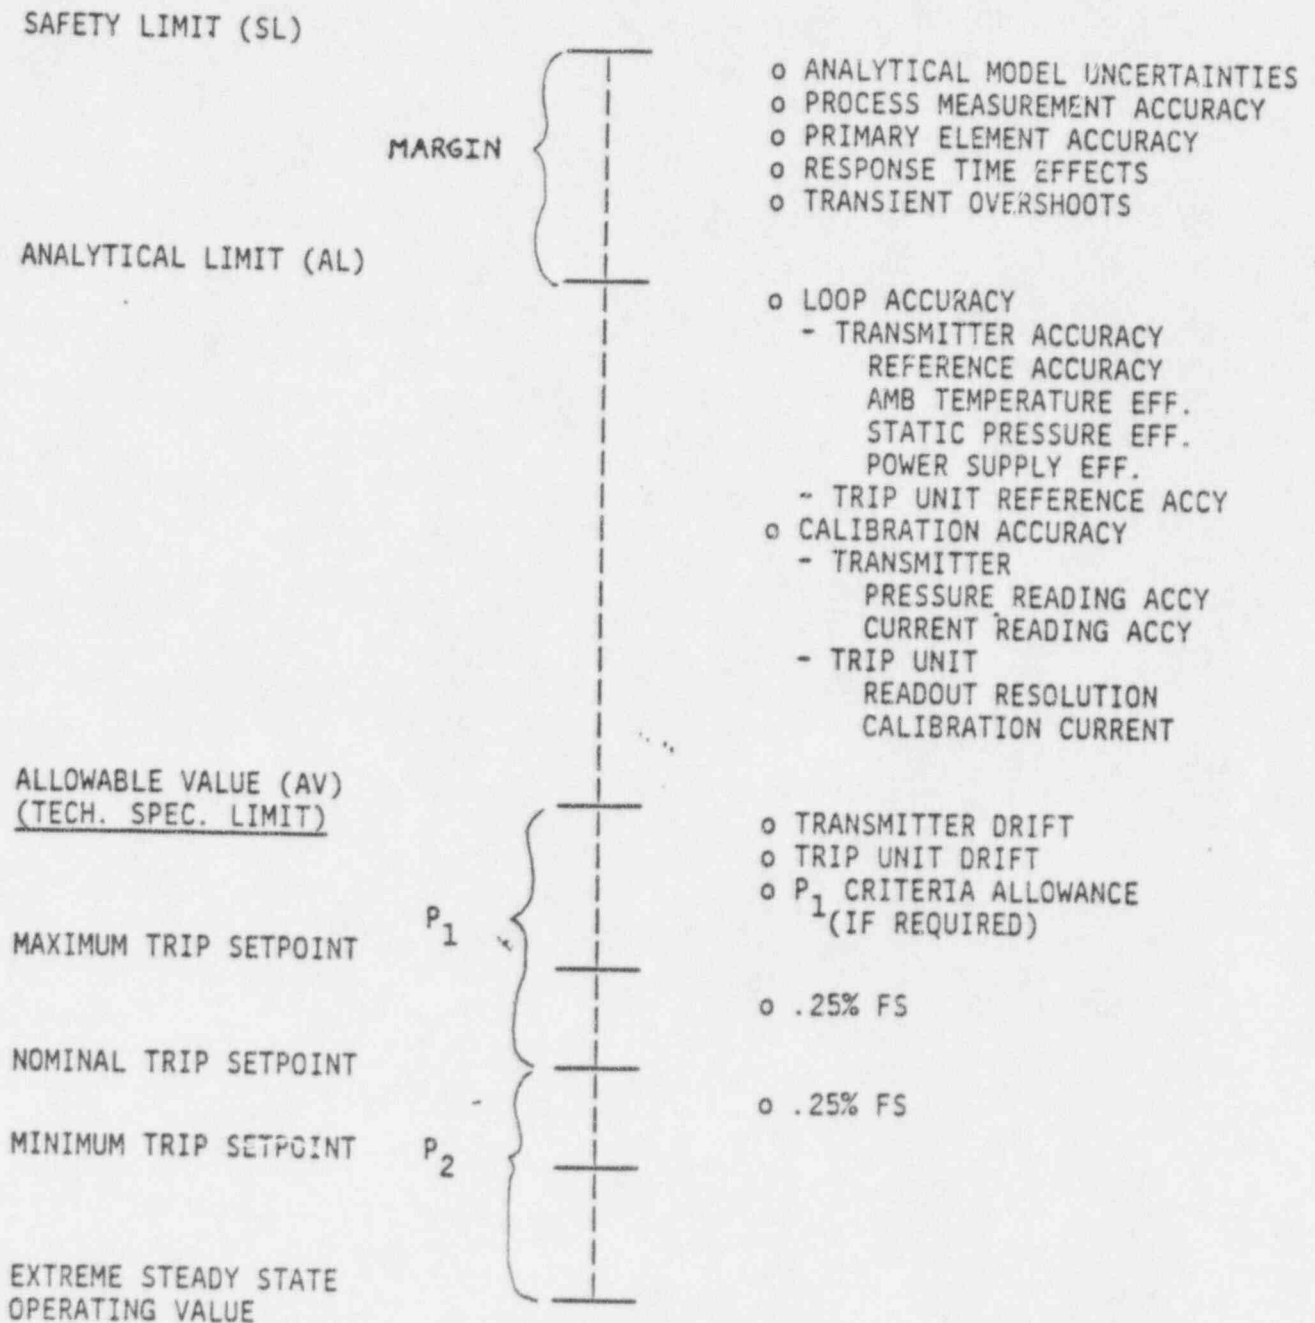 SAFETY LIMIT (SL)
MARGIN
o ANALYTICAL MODEL UNCERTAINTIES
o PROCESS MEASUREMENT ACCURACY
o PRIMARY ELEMENT ACCURACY
o RESPONSE TIME EFFECTS
o TRANSIENT OVERSHOOTS
ANALYTICAL LIMIT (AL)
o LOOP ACCURACY
- TRANSMITTER ACCURACY
REFERENCE ACCURACY
AMB TEMPERATURE EFF.
STATIC PRESSURE EFF.
POWER SUPPLY EFF.
- TRIP UNIT REFERENCE ACCY
o CALIBRATION ACCURACY
- TRANSMITTER
PRESSURE READING ACCY
CURRENT READING ACCY
- TRIP UNIT
READOUT RESOLUTION
CALIBRATION CURRENT
ALLOWABLE VALUE (AV)
(TECH. SPEC. LIMIT)
o TRANSMITTER DRIFT
o TRIP UNIT DRIFT
o P1 CRITERIA ALLOWANCE
(IF REQUIRED)
P1
MAXIMUM TRIP SETPOINT
o .25% FS
NOMINAL TRIP SETPOINT
o .25% FS
MINIMUM TRIP SETPOINT
P2
EXTREME STEADY STATE
OPERATING VALUE